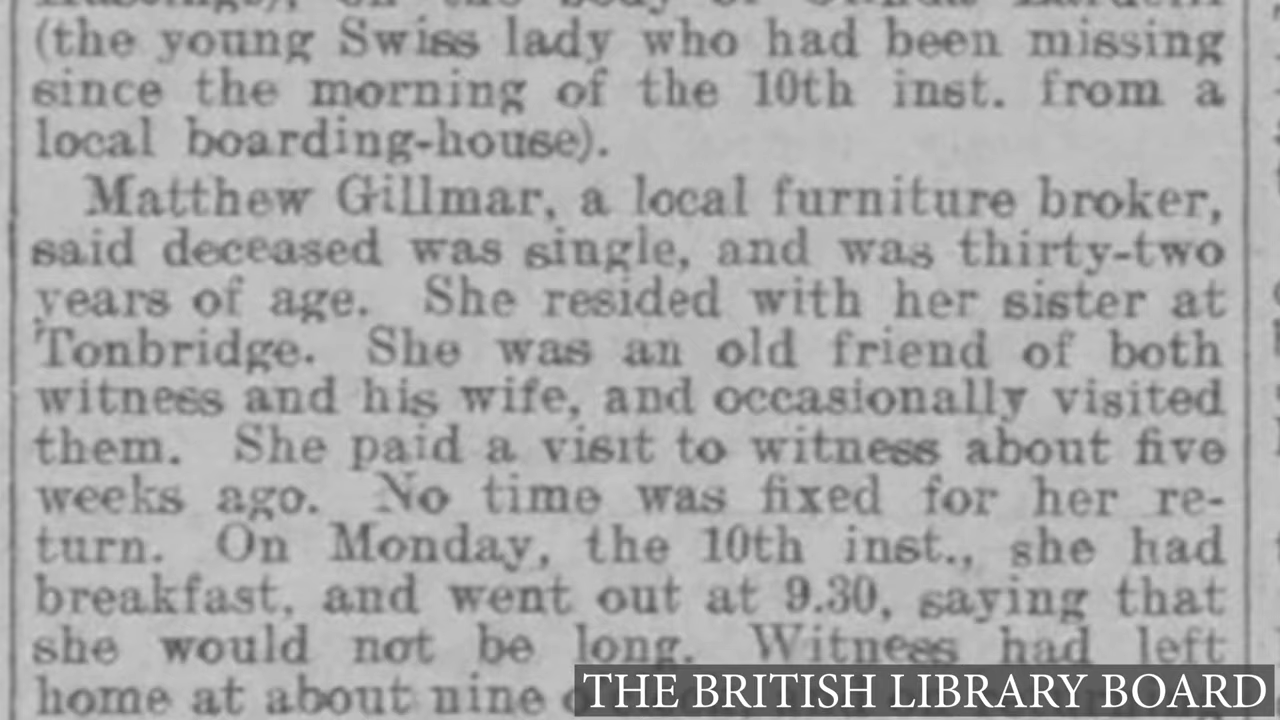 on the body of
(the young Swiss lady who had been missing
since the morning of the 10th inst. from a
local boarding-house).
Matthew Gillmar, a local furniture broker,
said deceased was single, and was thirty-two
years of age. She resided with her sister at
Tonbridge. She was an old friend of both
witness and his wife, and occasionally visited
them. She paid a visit to witness about five
weeks ago. No time was fixed for her re-
turn. On Monday, the 10th inst., she had
breakfast, and went out at 9.30, saying that
she would not be long. Witness had left
home at about nine
THE BRITISH LIBRARY BOARD